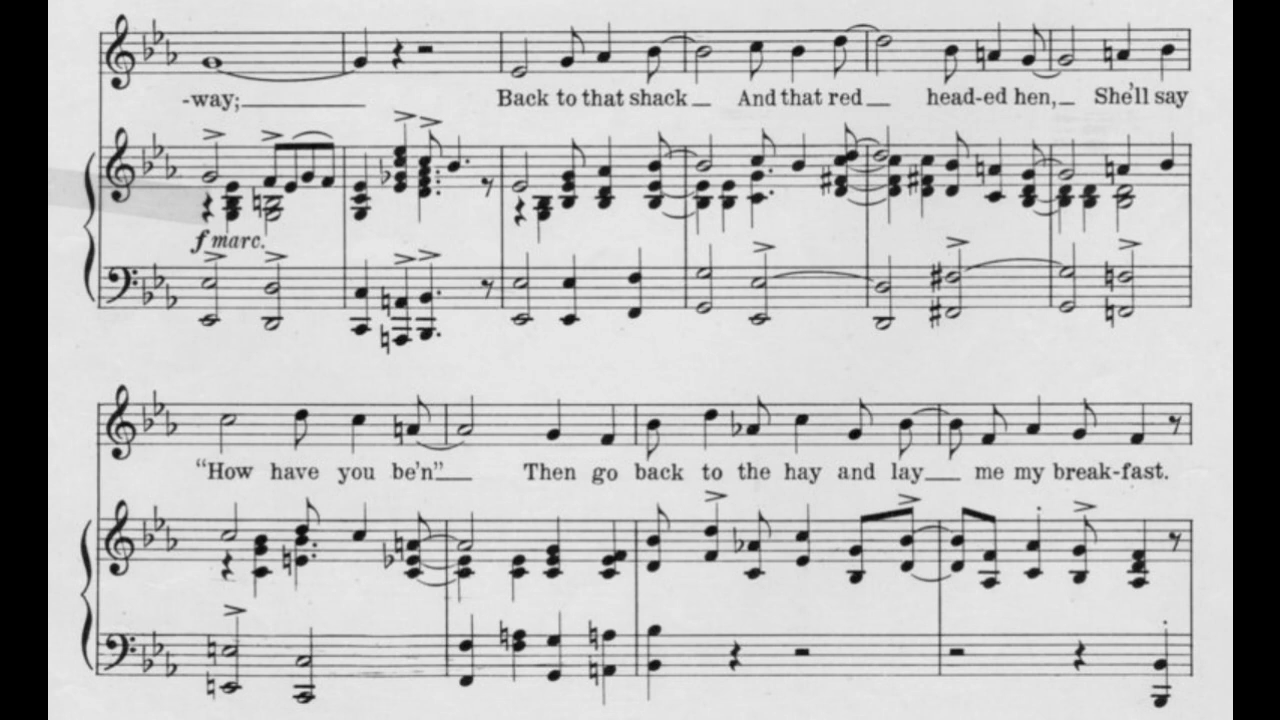 -way; Back to that shack And that red head-ed hen, She'll say
f marc.
"How have you be'n" Then go back to the hay and lay me my break-fast.